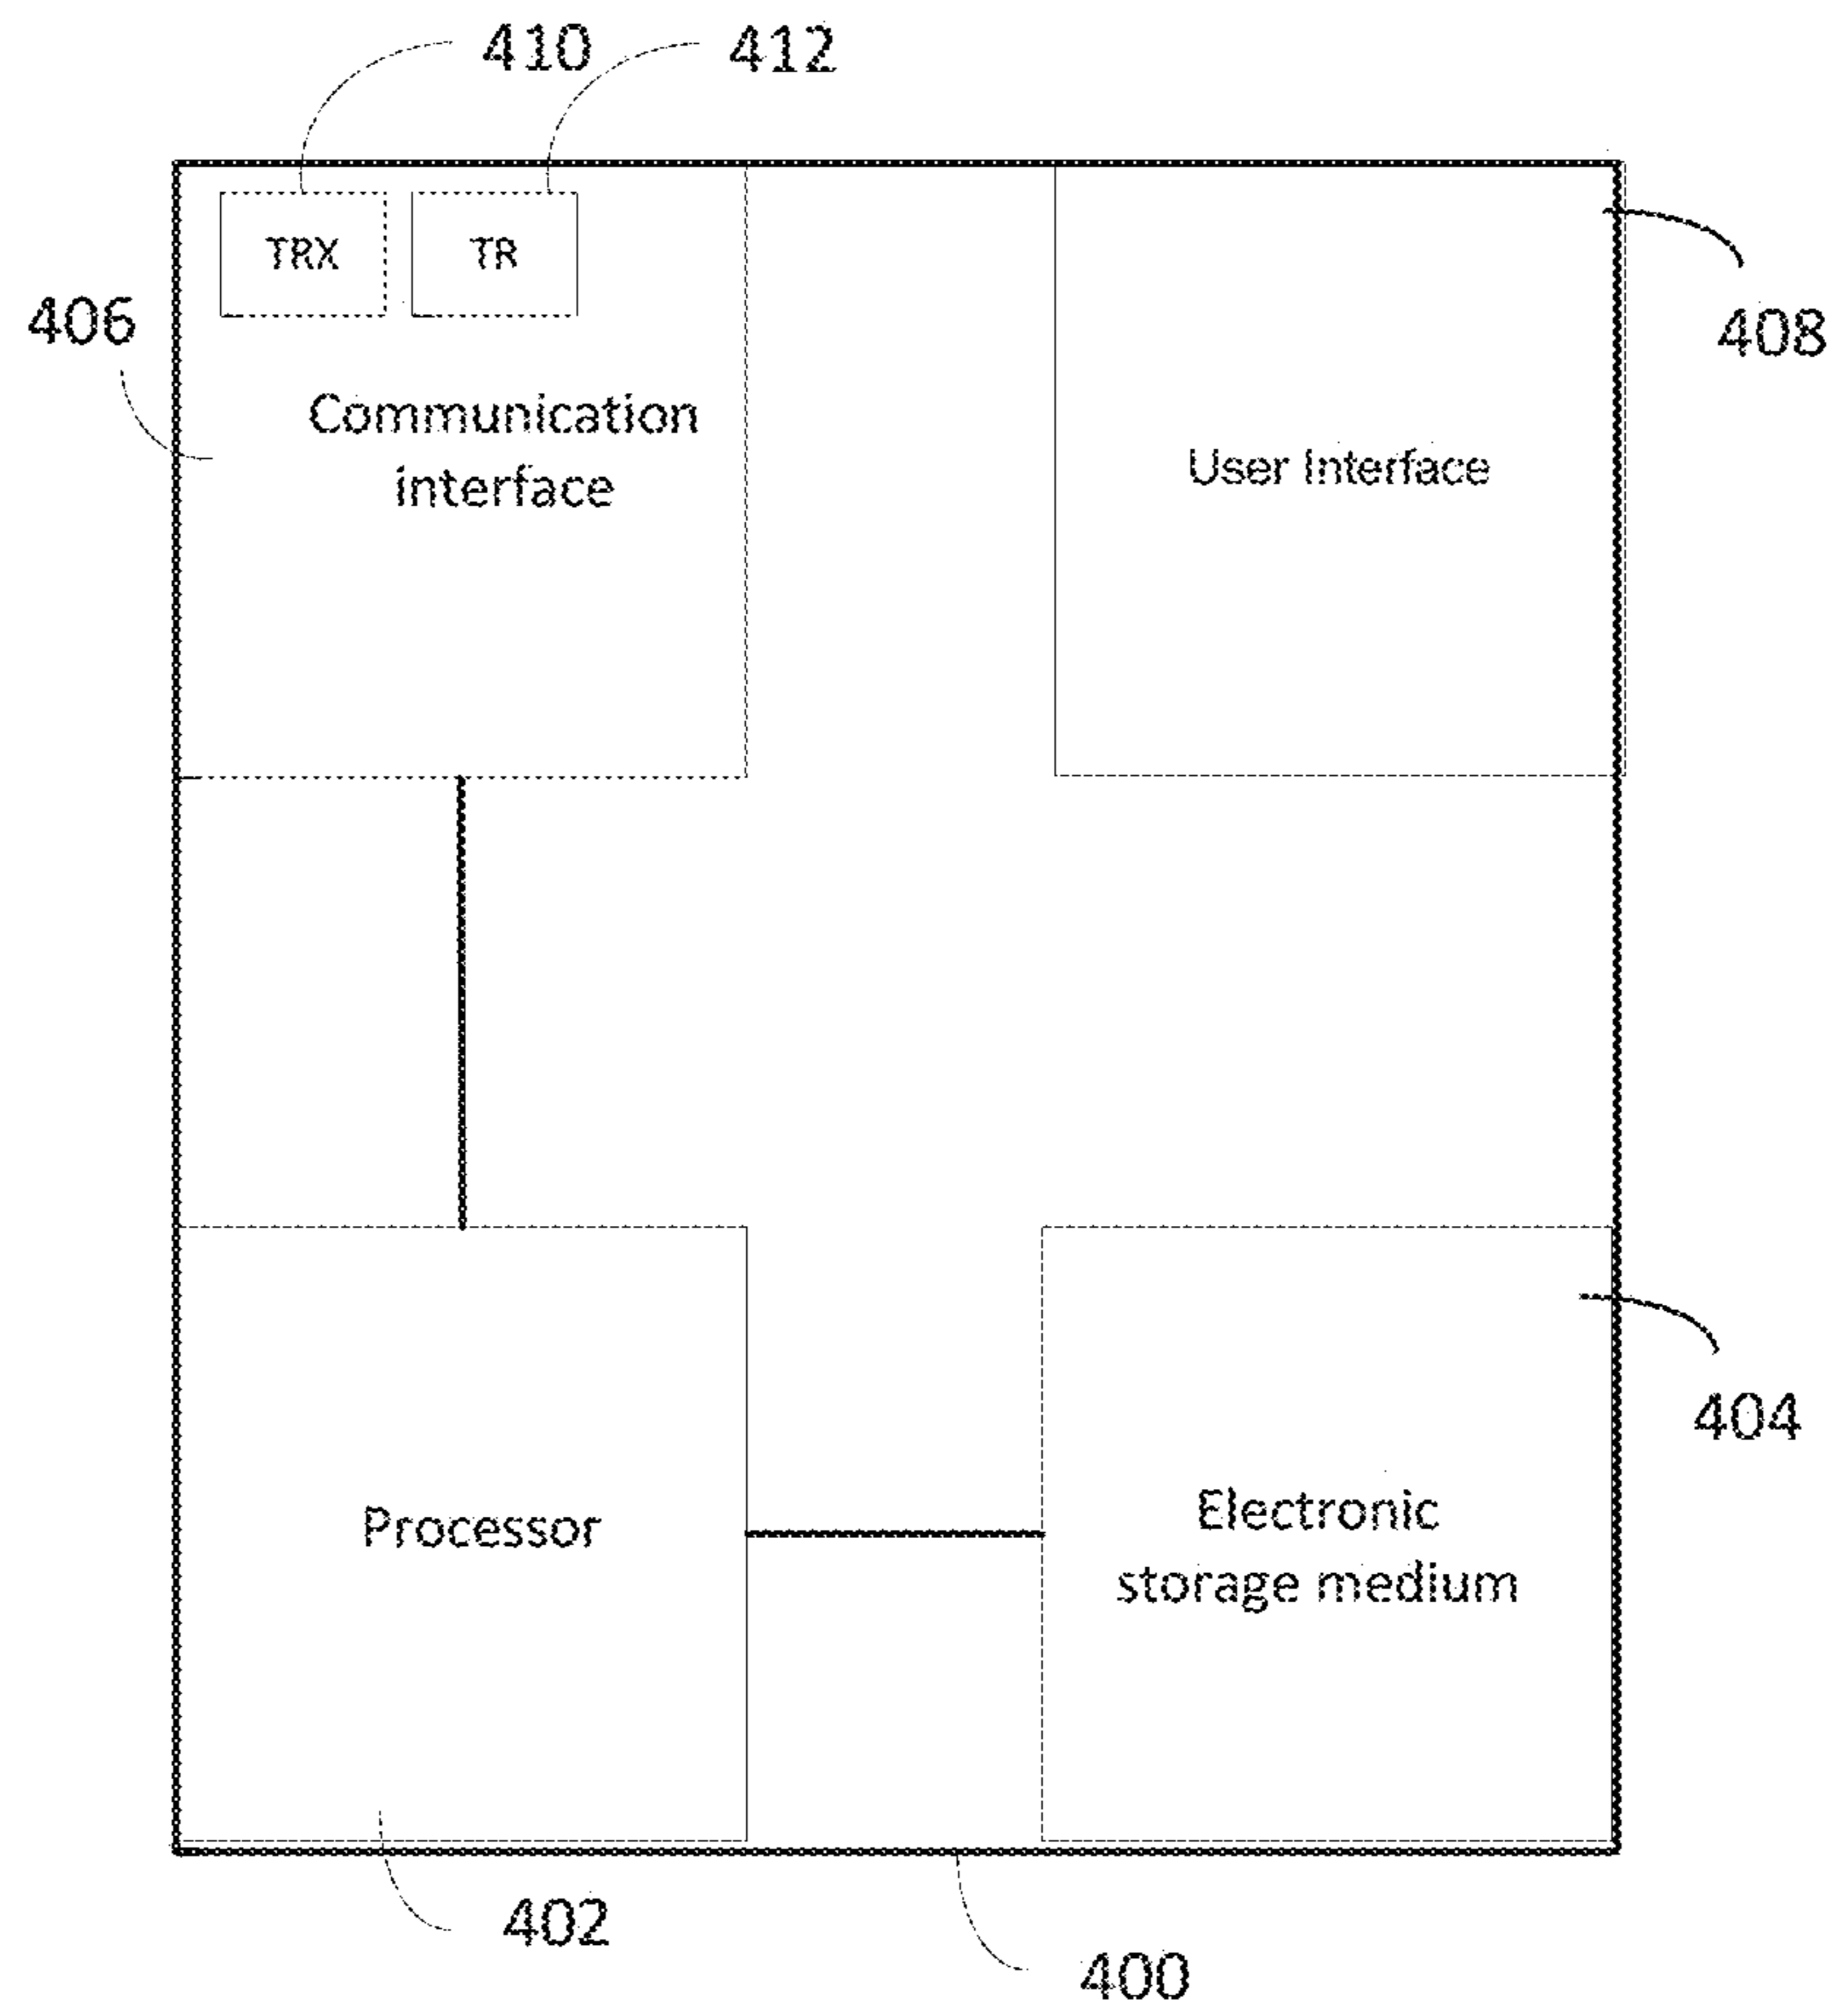 410
412
TRX
TR
406
408
Communication
interface
User Interface
404
Processor
Electronic
storage medium
402
400